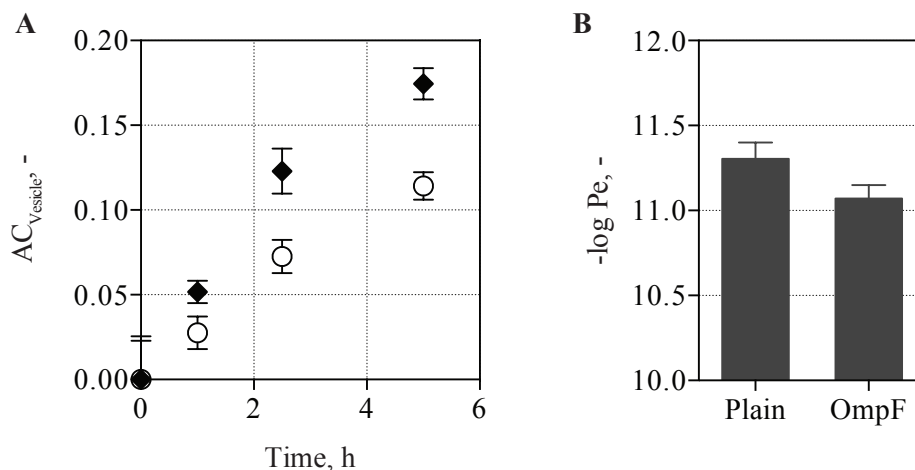 A
0.20
0.15
0.10
0.05
0.00
AC_Vesicle, -
0 2 4 6
Time, h
B
12.0
11.5
11.0
10.5
10.0
-log Pe, -
Plain OmpF